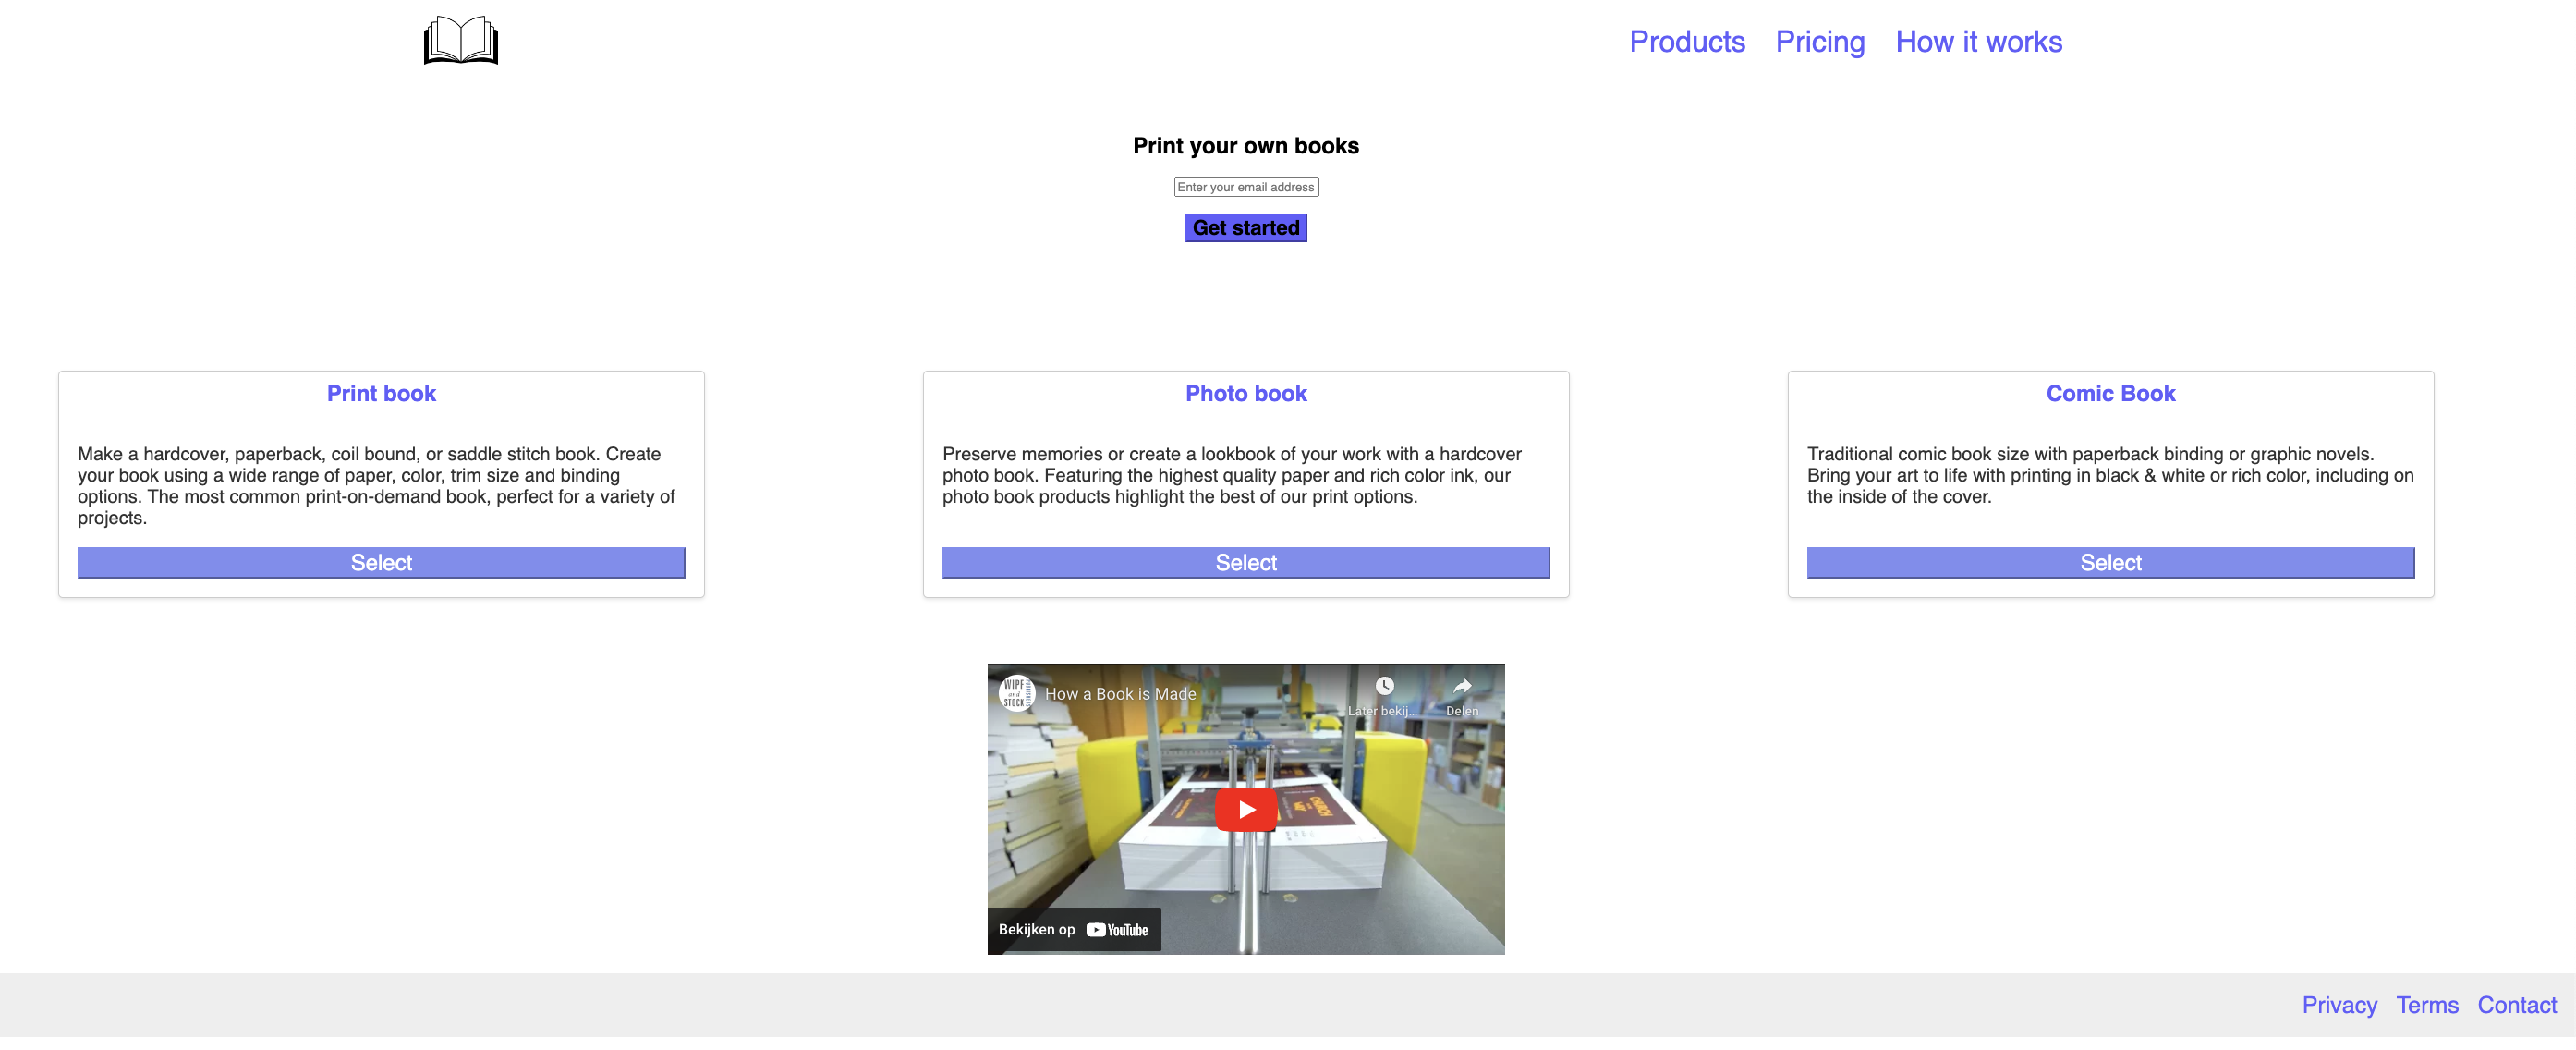 Products Pricing How it works
Print your own books
Enter your email address
Get started
Print book
Make a hardcover, paperback, coil bound, or saddle stitch book. Create
your book using a wide range of paper, color, trim size and binding
options. The most common print-on-demand book, perfect for a variety of
projects.
Select
Photo book
Preserve memories or create a lookbook of your work with a hardcover
photo book. Featuring the highest quality paper and rich color ink, our
photo book products highlight the best of our print options.
Select
Comic Book
Traditional comic book size with paperback binding or graphic novels.
Bring your art to life with printing in black & white or rich color, including on
the inside of the cover.
Select
WIPF
and
STOCK
How a Book is Made
Later bekij...
Delen
CHURCH
WAY
Bekijken op YouTube
Privacy Terms Contact